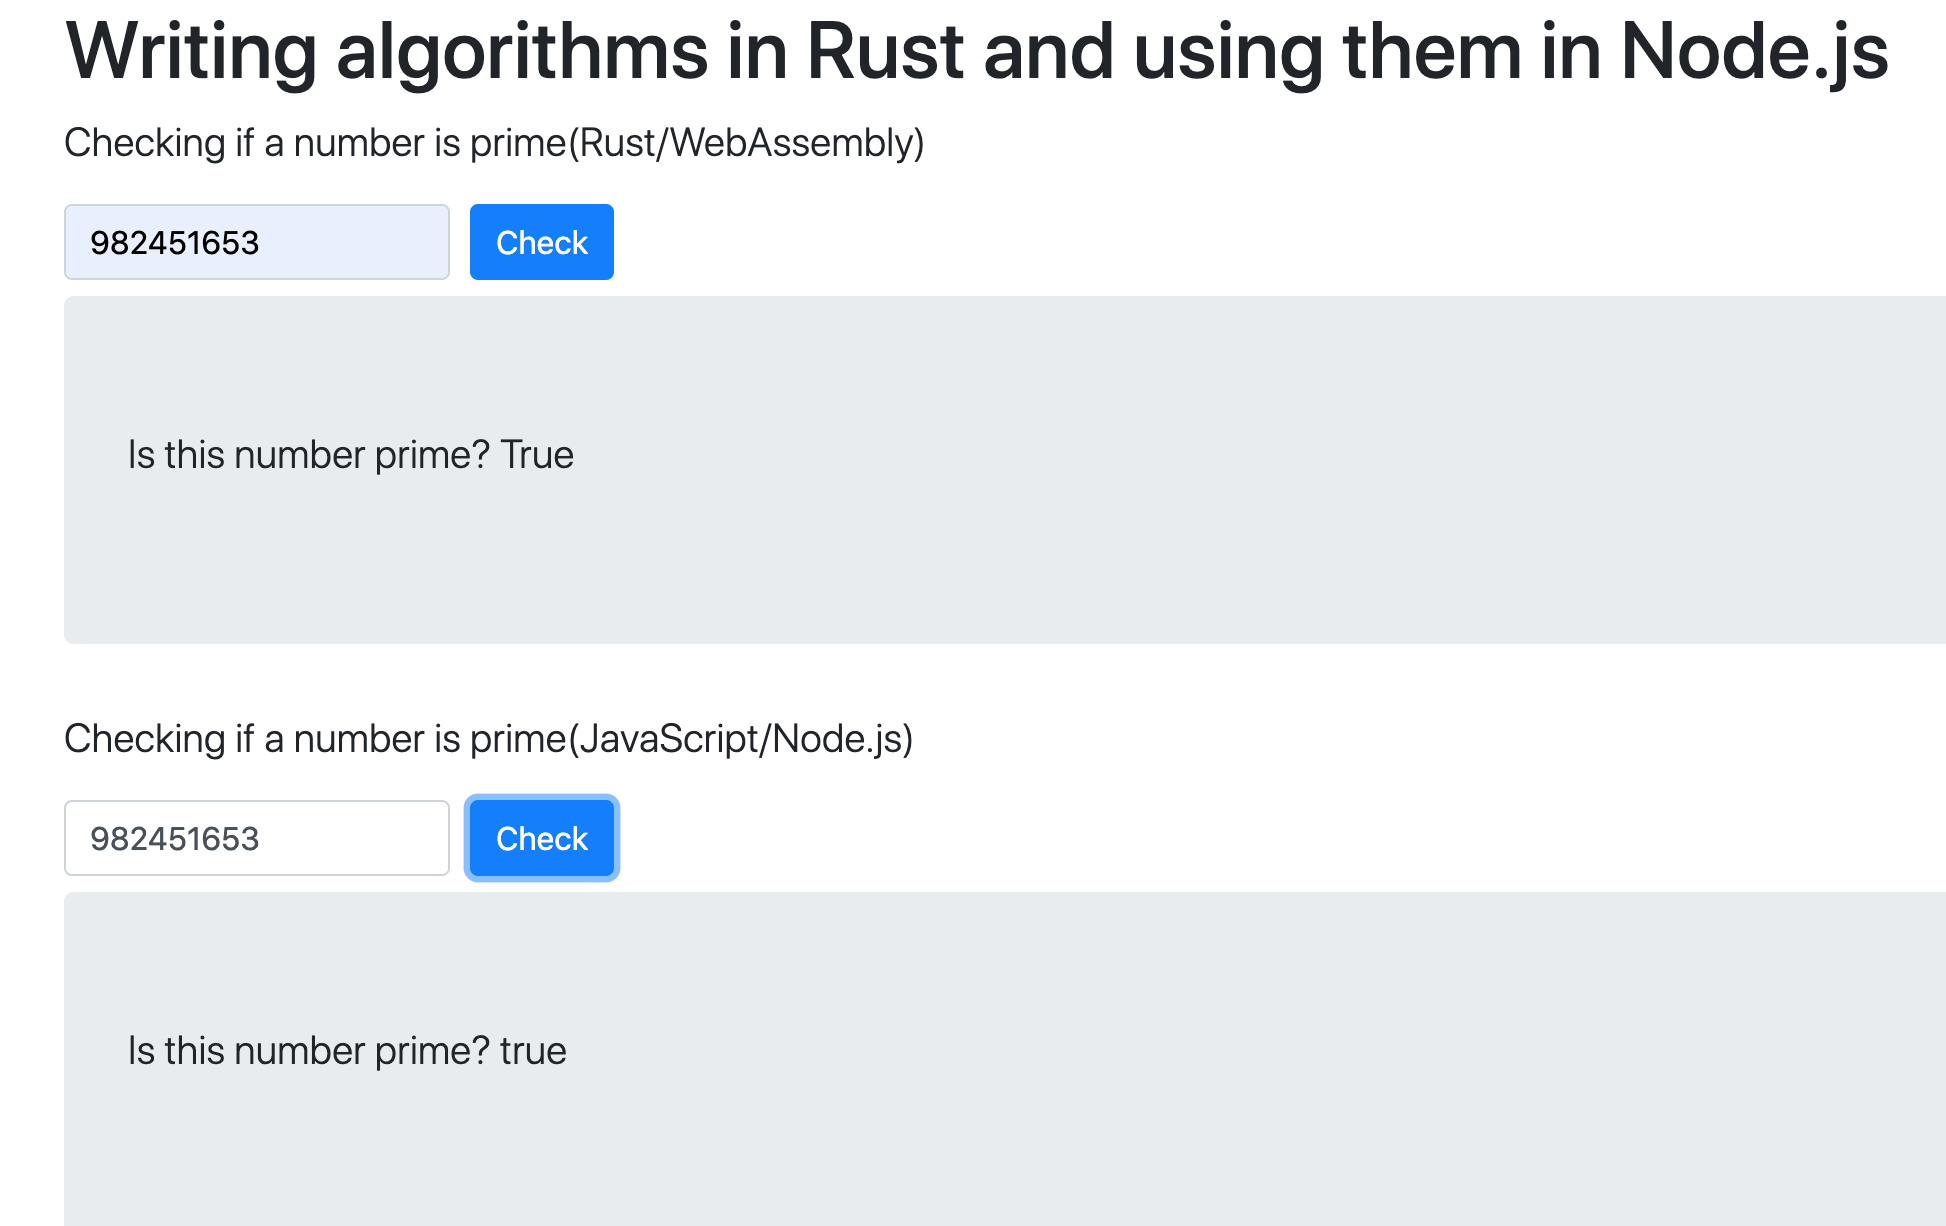 Writing algorithms in Rust and using them in Node.js
Checking if a number is prime(Rust/WebAssembly)
982451653 Check
Is this number prime? True
Checking if a number is prime(JavaScript/Node.js)
982451653 Check
Is this number prime? true